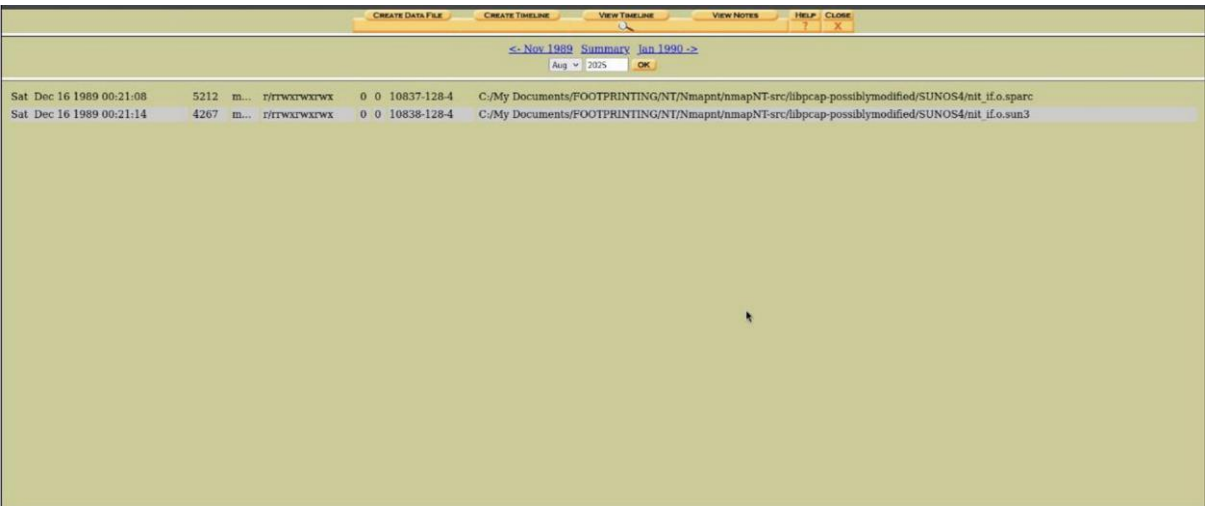 CREATE DATA FILE CREATE TIMELINE VIEW TIMELINE VIEW NOTES HELP CLOSE
? X
<- Nov 1989 Summary Jan 1990 ->
Aug 2025 OK
Sat Dec 16 1989 00:21:08 5212 m... r/rrwxrwxrwx 0 0 10837-128-4 C:/My Documents/FOOTPRINTING/NT/Nmapnt/nmapNT-src/libpcap-possiblymodified/SUNOS4/nit_if.o.sparc
Sat Dec 16 1989 00:21:14 4267 m... r/rrwxrwxrwx 0 0 10838-128-4 C:/My Documents/FOOTPRINTING/NT/Nmapnt/nmapNT-src/libpcap-possiblymodified/SUNOS4/nit_if.o.sun3